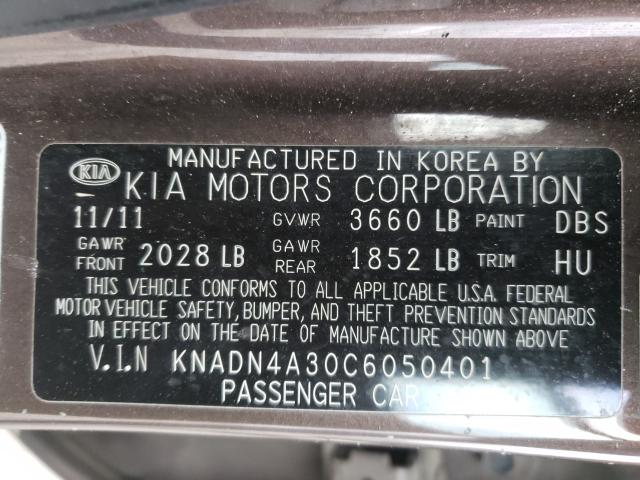 MANUFACTURED IN KOREA BY
KIA KIA MOTORS CORPORATION
11/11 GVWR 3660 LB PAINT DBS
GAWR FRONT 2028 LB GAWR REAR 1852 LB TRIM HU
THIS VEHICLE CONFORMS TO ALL APPLICABLE U.S.A. FEDERAL
MOTOR VEHICLE SAFETY, BUMPER, AND THEFT PREVENTION STANDARDS
IN EFFECT ON THE DATE OF MANUFACTURE SHOWN ABOVE
V.I.N KNADN4A30C6050401
PASSENGER CAR